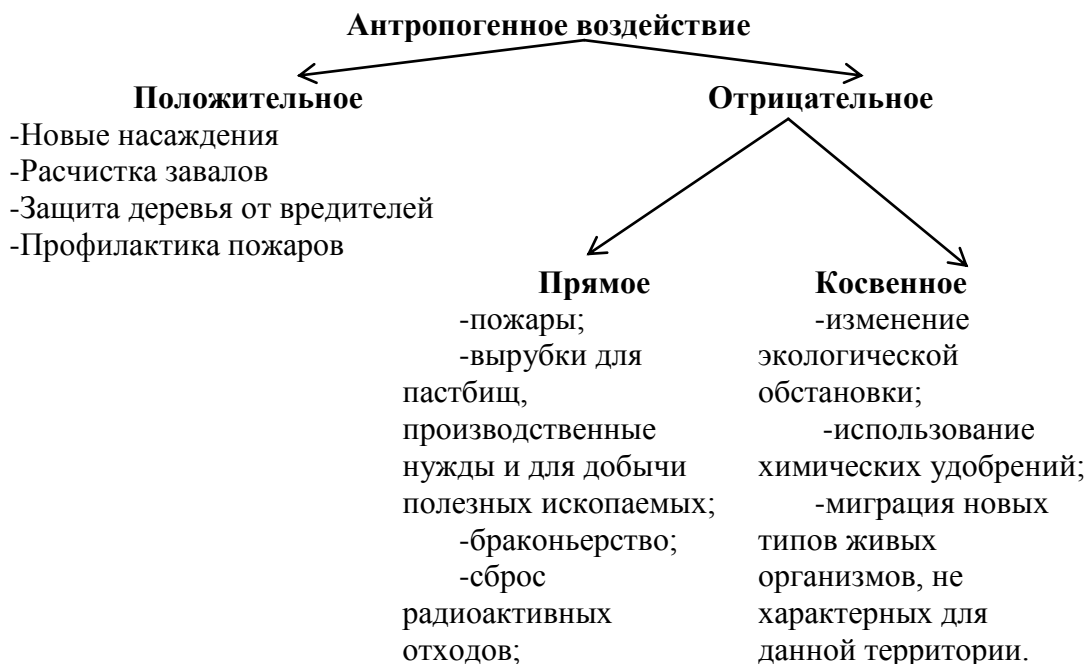 Антропогенное воздействие
Положительное
-Новые насаждения
-Расчистка завалов
-Защита деревья от вредителей
-Профилактика пожаров
Отрицательное
Прямое
-пожары;
-вырубки для
пастбищ,
производственные
нужды и для добычи
полезных ископаемых;
-браконьерство;
-сброс
радиоактивных
отходов;
Косвенное
-изменение
экологической
обстановки;
-использование
химических удобрений;
-миграция новых
типов живых
организмов, не
характерных для
данной территории.